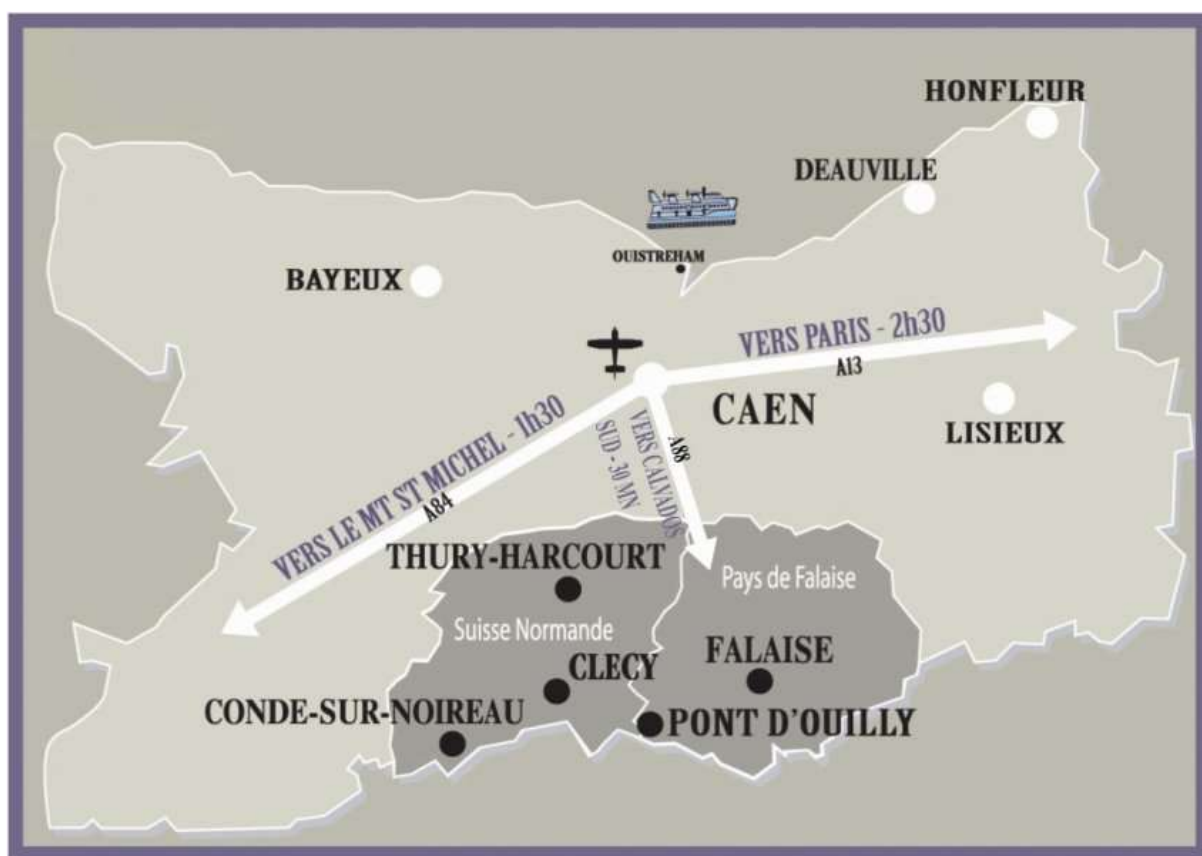 HONFLEUR
DEAUVILLE
OUISTREHAM
BAYEUX
VERS PARIS - 2h30
A13
CAEN
LISIEUX
VERS LE MT ST MICHEL - 1h30
A84
VERS CALVADOS
SUD - 30 MN
A88
THURY-HARCOURT
Pays de Falaise
Suisse Normande
FALAISE
CLECY
CONDE-SUR-NOIREAU
PONT D'OUILLY